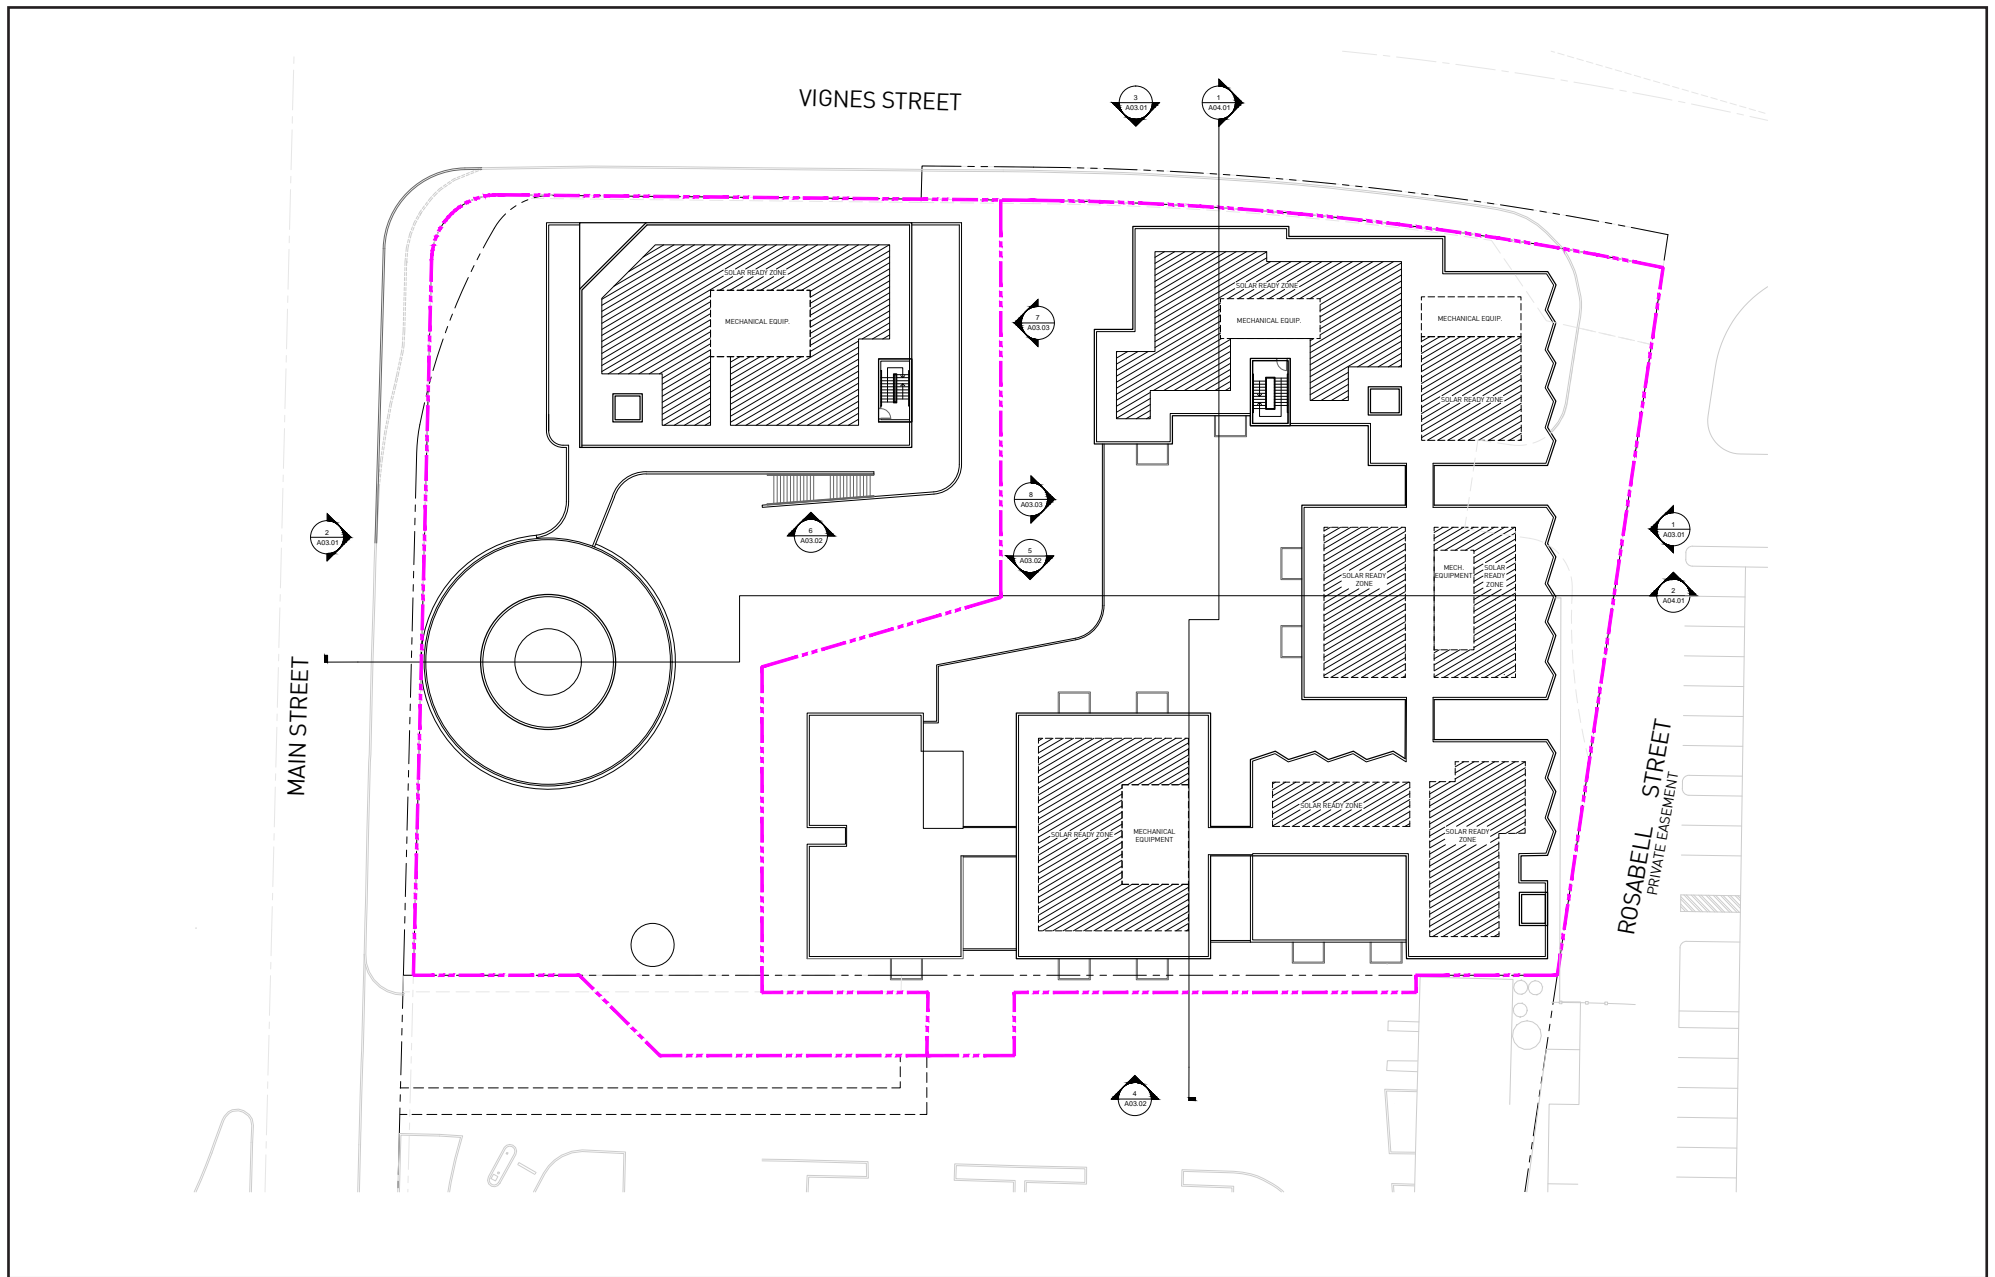 VIGNES STREET
3
A03.01
1
A04.01
SOLAR READY ZONE
MECHANICAL EQUIP.
7
A03.03
SOLAR READY ZONE
MECHANICAL EQUIP.
MECHANICAL EQUIP.
SOLAR READY ZONE
8
A03.03
2
A03.01
6
A03.02
5
A03.02
1
A03.01
SOLAR READY
ZONE
MECH.
EQUIPMENT
SOLAR
READY
ZONE
2
A04.01
MAIN STREET
SOLAR READY ZONE
MECHANICAL
EQUIPMENT
SOLAR READY ZONE
SOLAR READY
ZONE
ROSABELL STREET
PRIVATE EASEMENT
4
A03.02